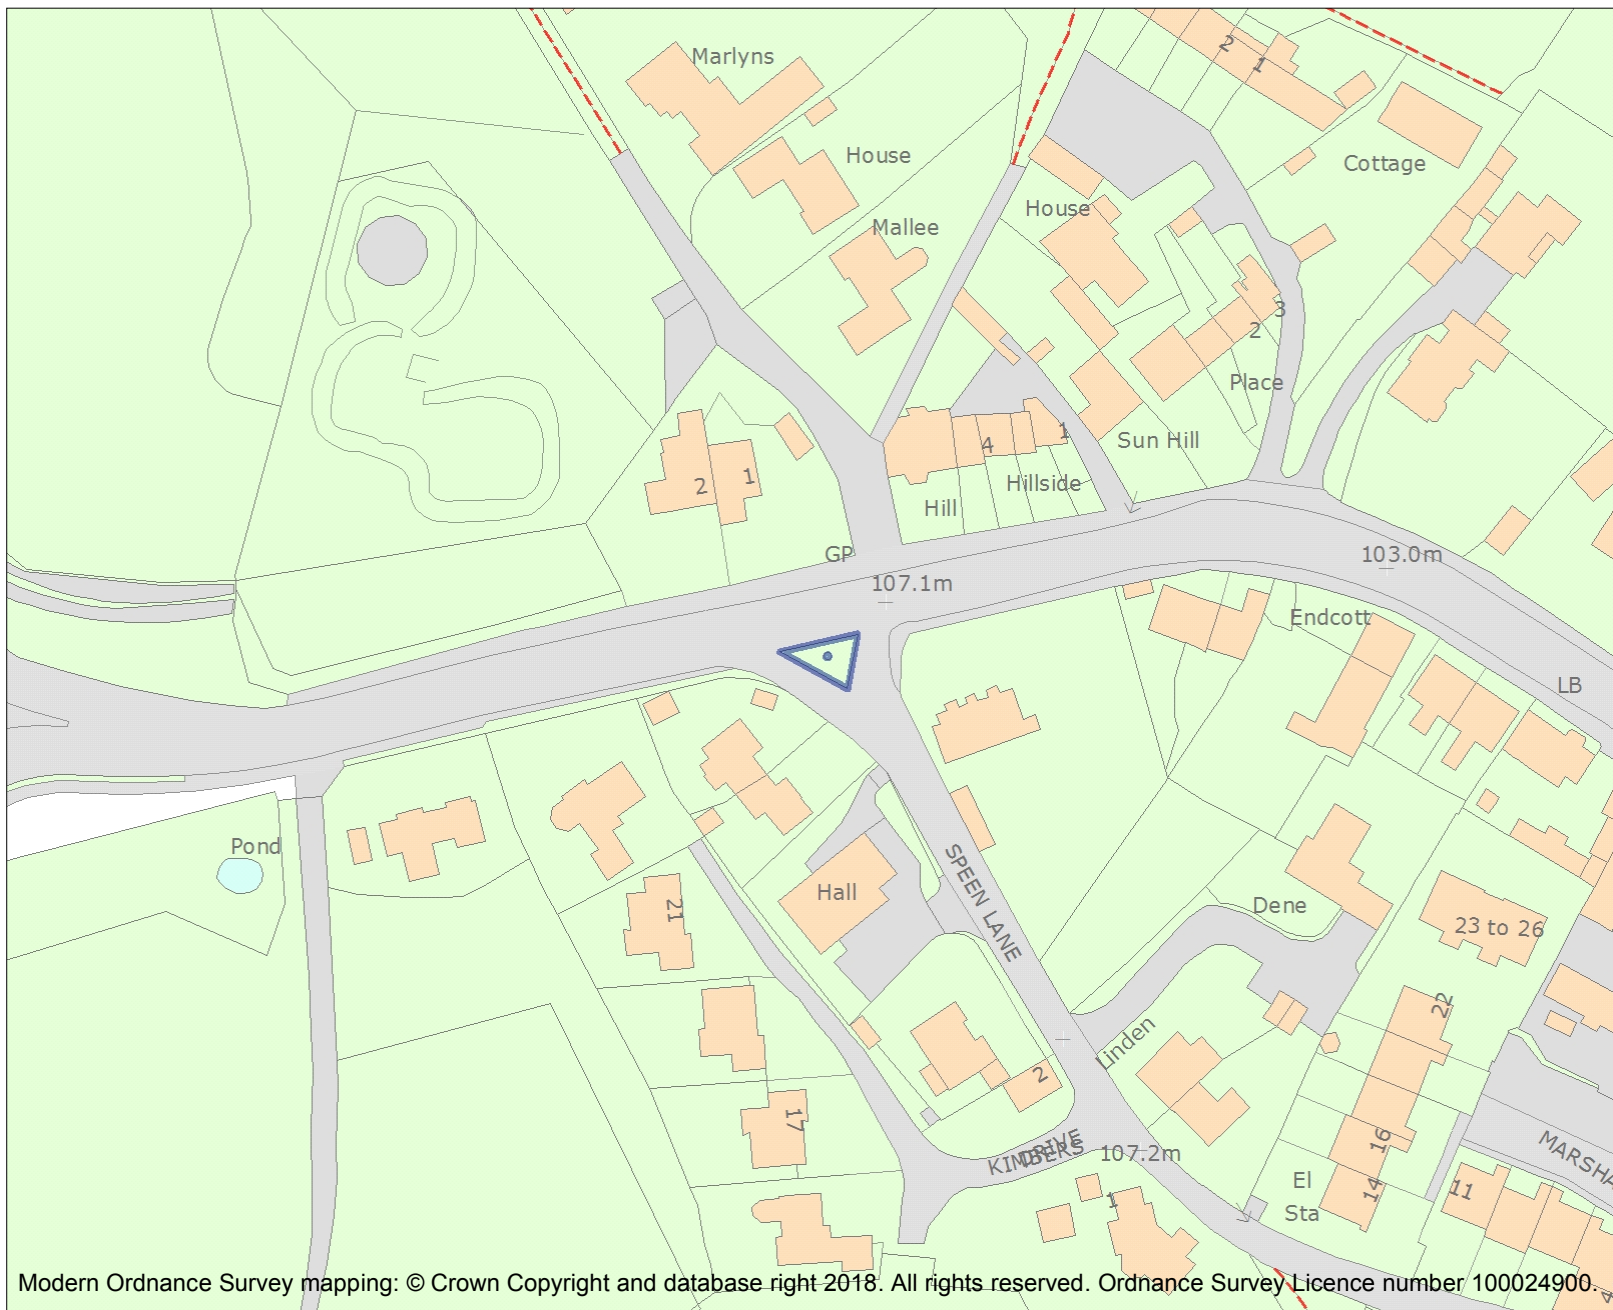 2
1
Marlyns
House
Cottage
House
Mallee
3
2
Place
1
4
Sun Hill
2
1
Hillside
Hill
GP
103.0m
107.1m
Endcott
LB
Pond
SPEEN LANE
Hall
21
Dene
23 to 26
22
Linden
2
17
KIMBERS
DRIVE
107.2m
16
MARSHA
El
Sta
14
11
1
4
Modern Ordnance Survey mapping: © Crown Copyright and database right 2018. All rights reserved. Ordnance Survey Licence number 100024900.